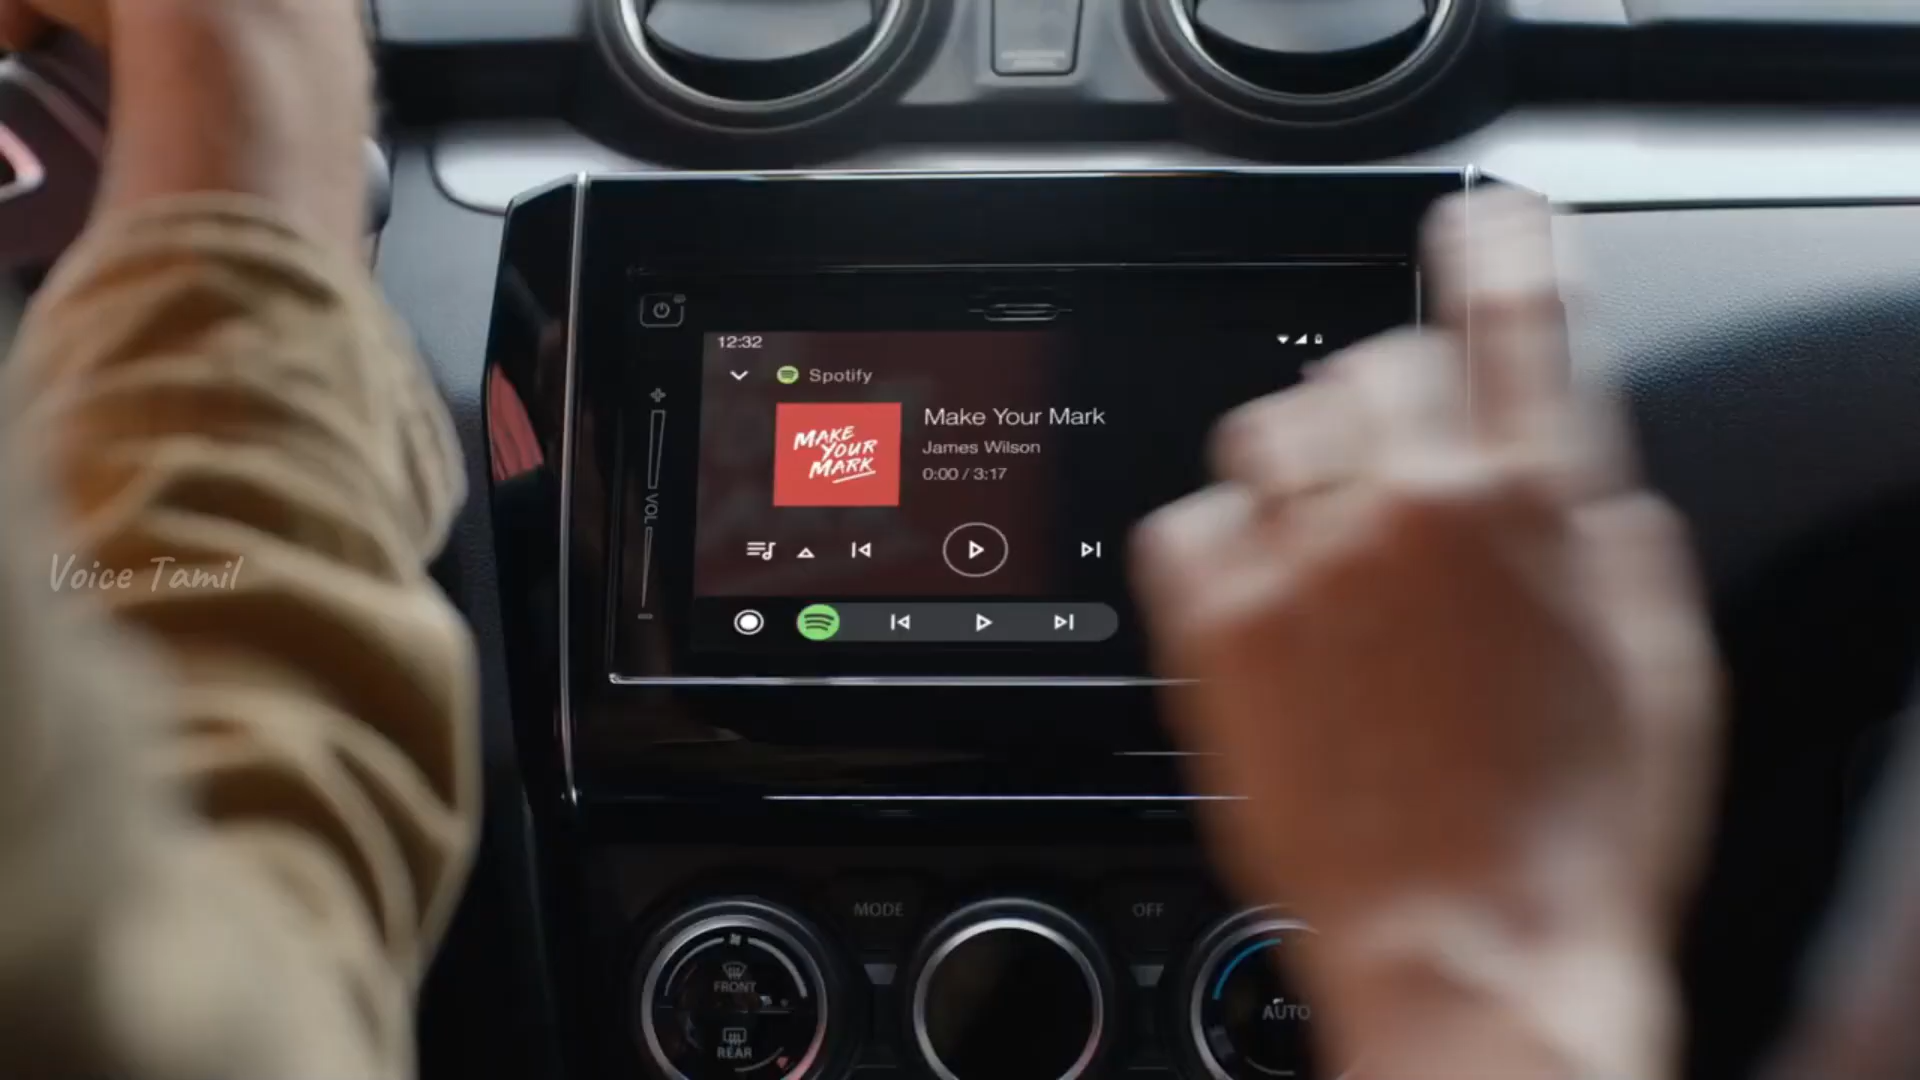 12:32
Spotify
MAKE
YOUR
MARK
Make Your Mark
James Wilson
0:00 / 3:17
VOL
Voice Tamil
MODE
OFF
FRONT
REAR
AUTO